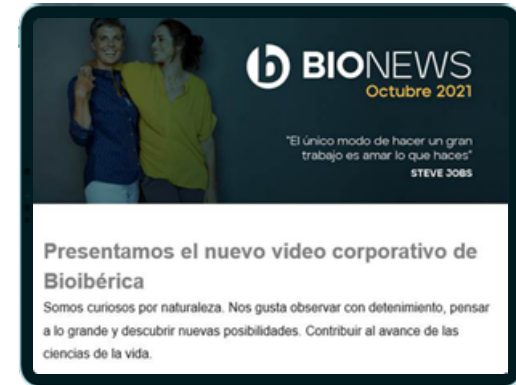 b BIONEWS
Octubre 2021
"El único modo de hacer un gran
trabajo es amar lo que haces"
STEVE JOBS
Presentamos el nuevo video corporativo de
Bioibérica
Somos curiosos por naturaleza. Nos gusta observar con detenimiento, pensar
a lo grande y descubrir nuevas posibilidades. Contribuir al avance de las
ciencias de la vida.